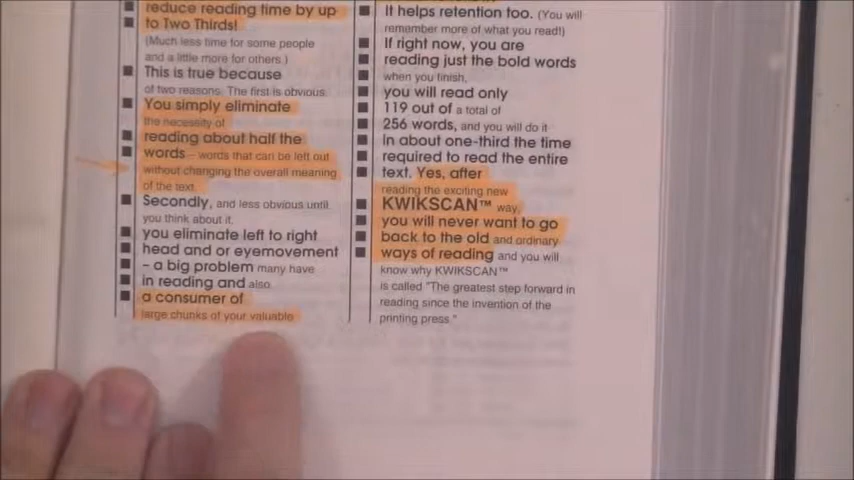 reduce reading time by up
to Two Thirds!
(Much less time for some people
and a little more for others.)
This is true because
of two reasons. The first is obvious.
You simply eliminate
the necessity of
reading about half the
words – words that can be left out
without changing the overall meaning
of the text.
Secondly, and less obvious until
you think about it,
you eliminate left to right
head and or eyemovement
– a big problem many have
in reading and also
a consumer of
large chunks of your valuable
It helps retention too. (You will
remember more of what you read!)
If right now, you are
reading just the bold words
when you finish,
you will read only
119 out of a total of
256 words, and you will do it
In about one-third the time
required to read the entire
text. Yes, after
reading the exciting new
KWIKSCAN™ way,
you will never want to go
back to the old and ordinary
ways of reading and you will
know why KWIKSCAN™
is called "The greatest step forward in
reading since the invention of the
printing press."